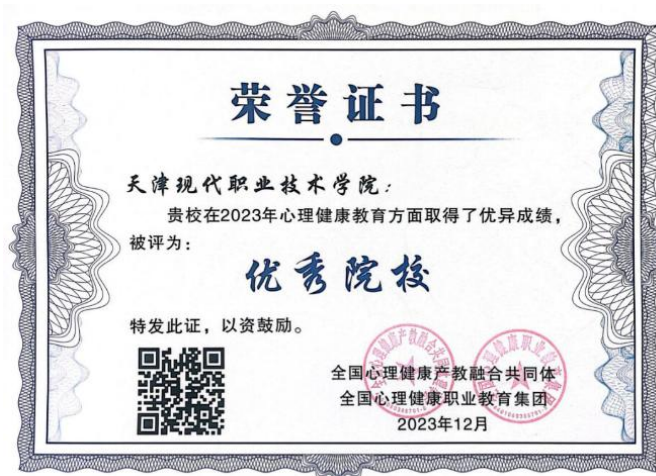 荣誉证书
天津现代职业技术学院：
贵校在2023年心理健康教育方面取得了优异成绩，
被评为：
优秀院校
特发此证，以资鼓励。
全国心理健康产教融合共同体
全国心理健康职业教育集团
2023年12月